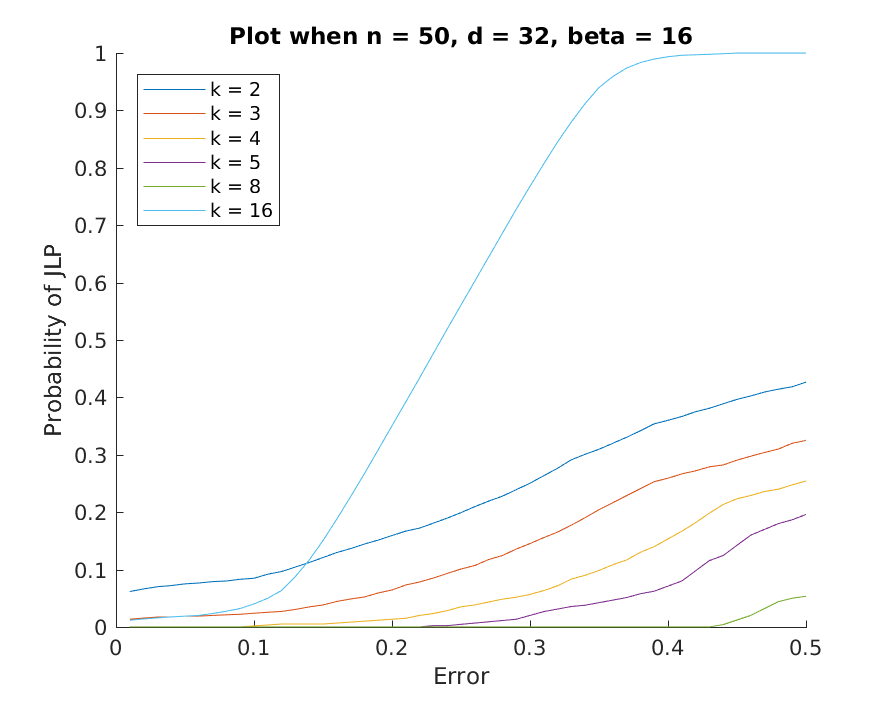 Plot when n = 50, d = 32, beta = 16
1
0.9
0.8
0.7
0.6
0.5
0.4
0.3
0.2
0.1
0
k = 2
k = 3
k = 4
k = 5
k = 8
k = 16
Probability of JLP
0
0.1
0.2
0.3
0.4
0.5
Error